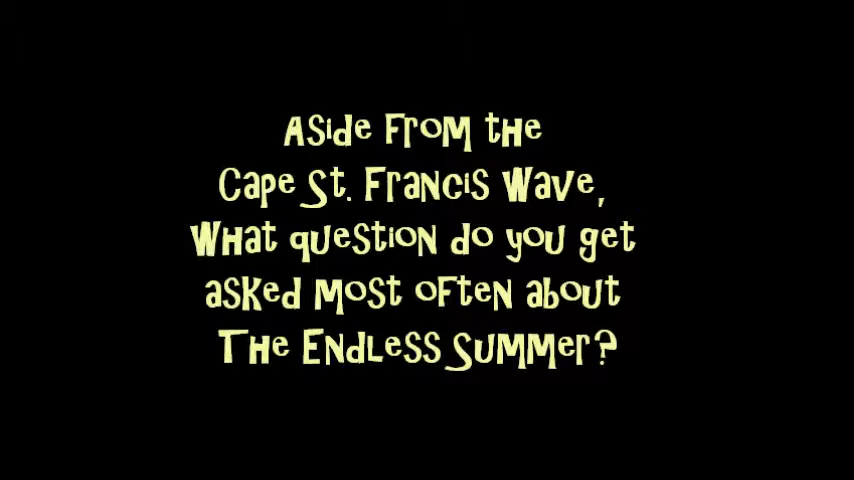 Aside From the
Cape St. Francis Wave,
What question do you get
asked most often about
The Endless Summer?